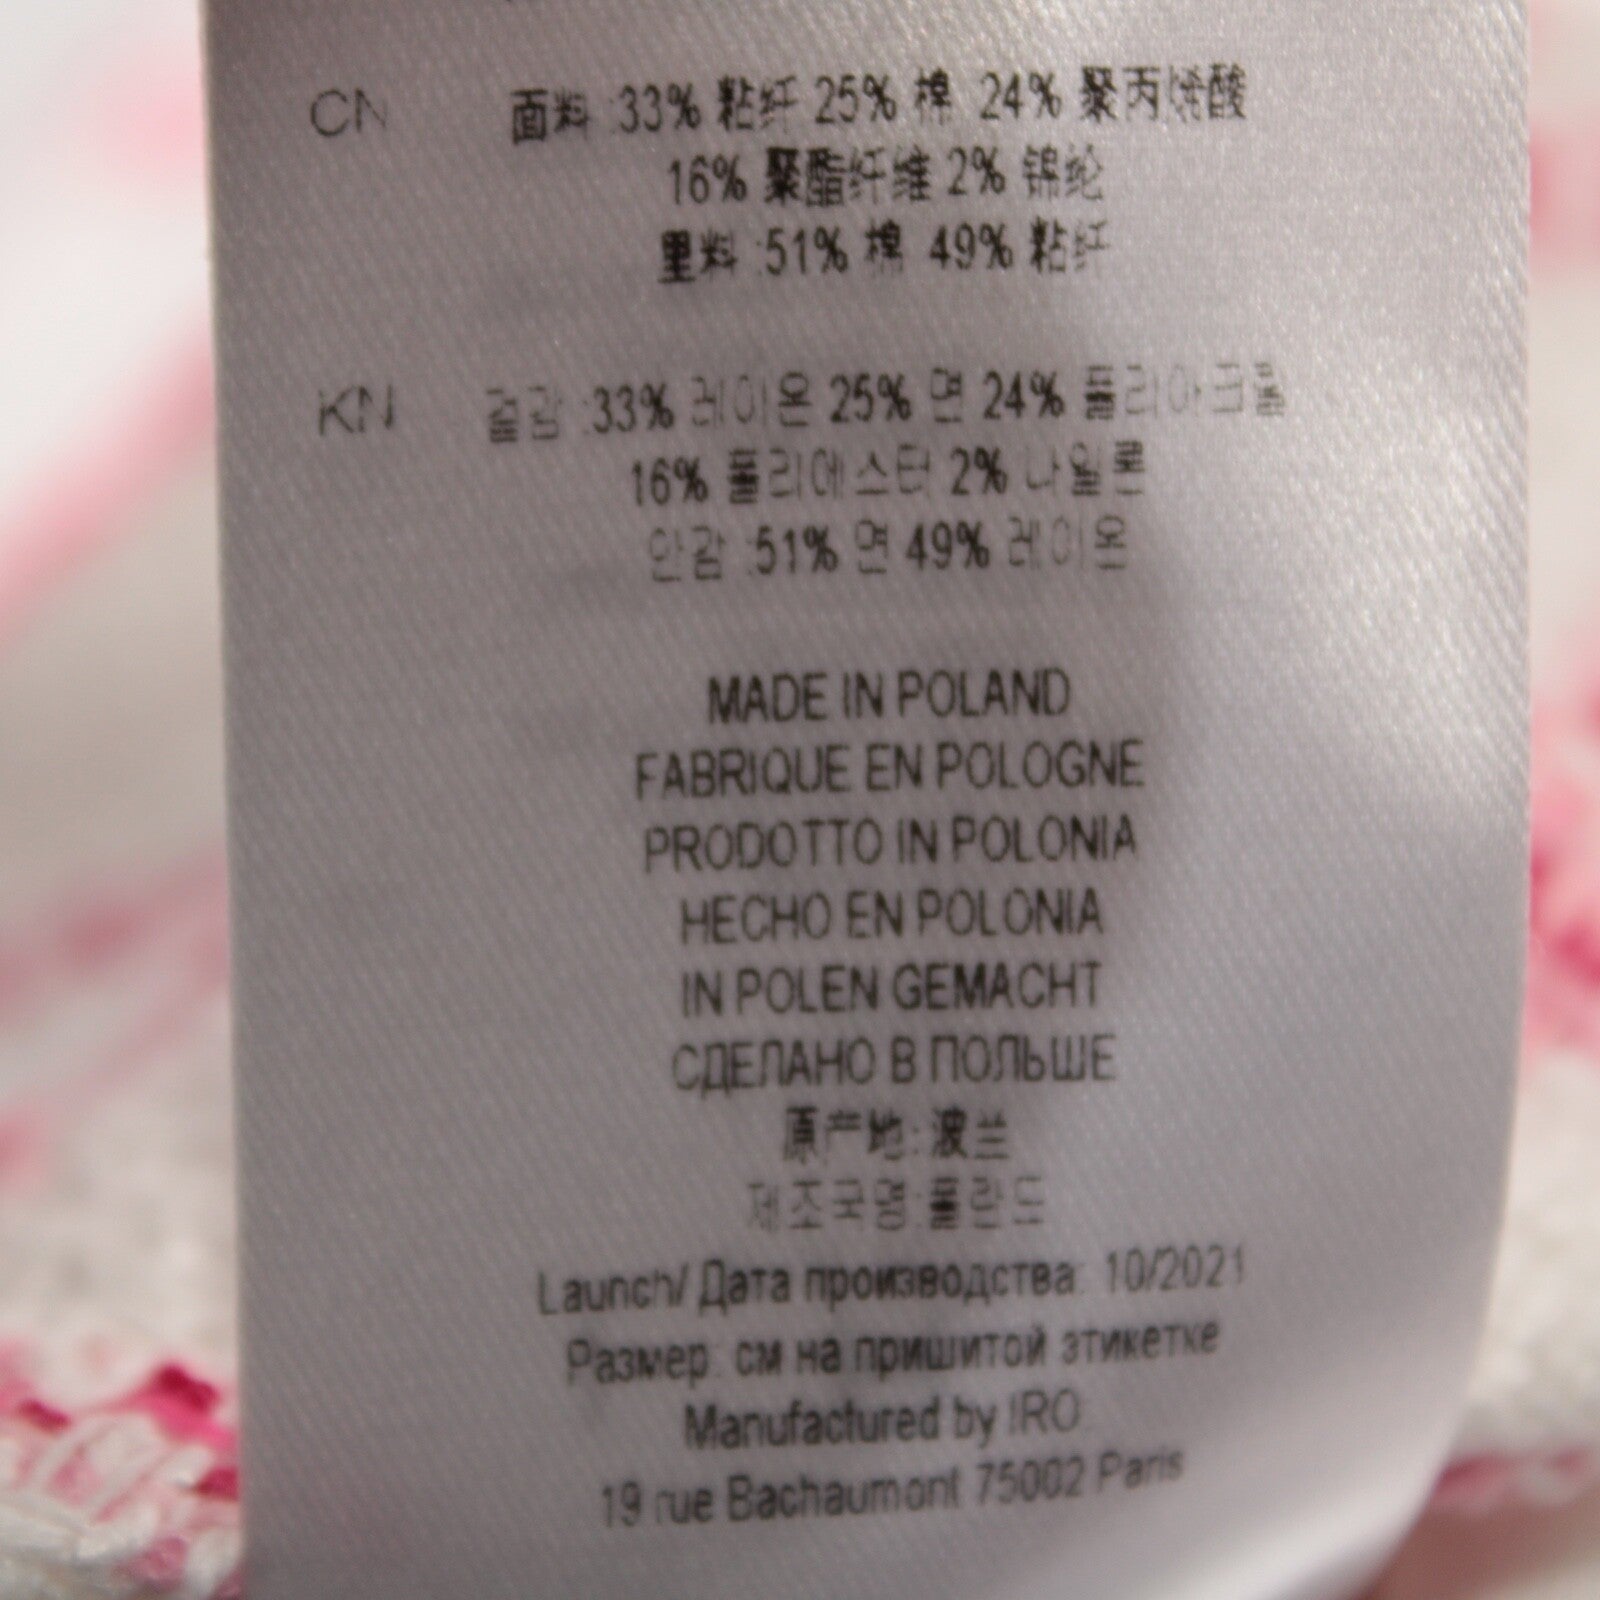 CN 面料 :33% 粘纤 25% 棉 24% 聚丙烯酸
16% 聚酯纤维 2% 锦纶
里料 :51% 棉 49% 粘纤
KN 겉감 :33% 레이온 25% 면 24% 폴리아크릴
16% 폴리에스터 2% 나일론
안감 :51% 면 49% 레이온
MADE IN POLAND
FABRIQUE EN POLOGNE
PRODOTTO IN POLONIA
HECHO EN POLONIA
IN POLEN GEMACHT
СДЕЛАНО В ПОЛЬШЕ
原产地: 波兰
제조국명:폴란드
Launch/ Дата производства: 10/2021
Размер: см на пришитой этикетке
Manufactured by IRO
19 rue Bachaumont 75002 Paris